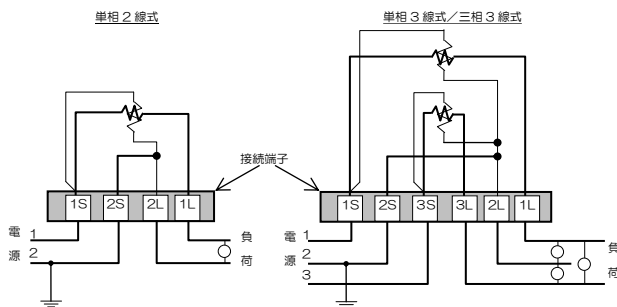 単相2線式
単相3線式／三相3線式
接続端子
1S 2S 2L 1L
1S 2S 3S 3L 2L 1L
電 1 負
源 2 荷
電 1 負
源 2 荷
3